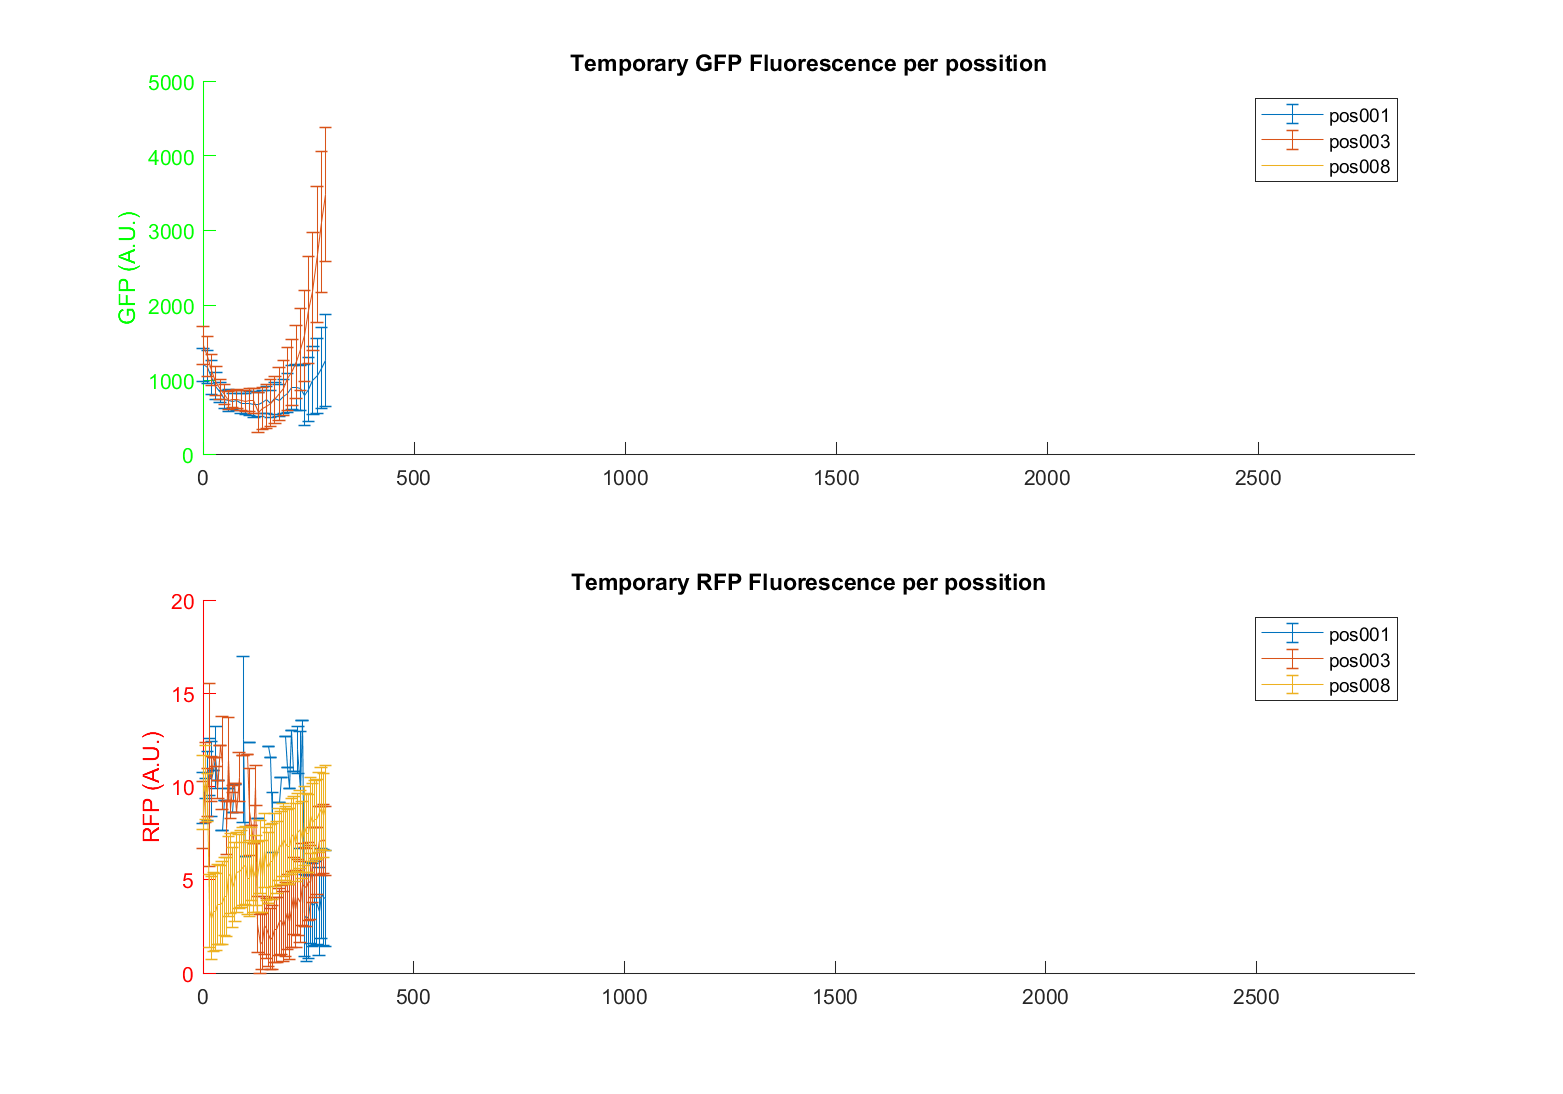 Temporary GFP Fluorescence per possition
5000
4000
3000
2000
1000
0
GFP (A.U.)
0 500 1000 1500 2000 2500
pos001
pos003
pos008
Temporary RFP Fluorescence per possition
20
15
10
5
0
RFP (A.U.)
0 500 1000 1500 2000 2500
pos001
pos003
pos008